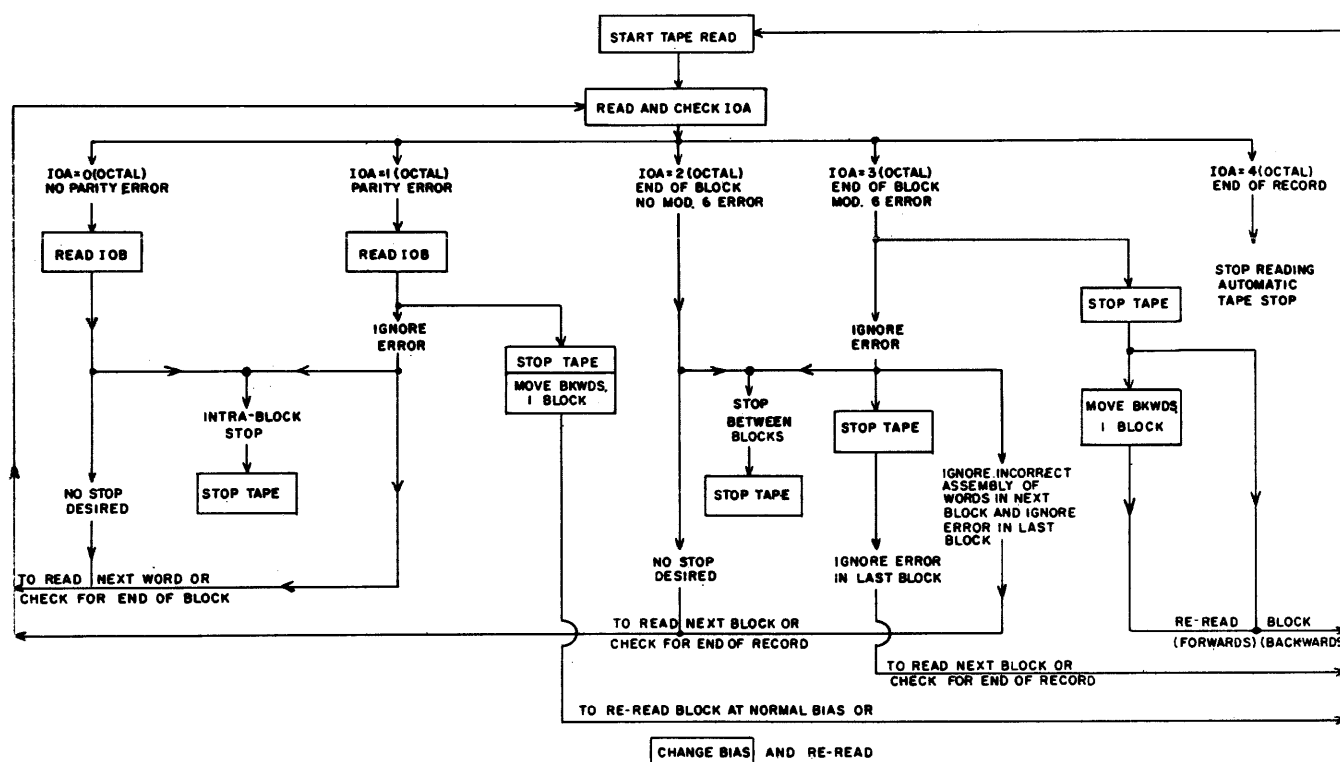 START TAPE READ
READ AND CHECK IOA
IOA=0(OCTAL)
NO PARITY ERROR
IOA=1(OCTAL)
PARITY ERROR
IOA=2(OCTAL)
END OF BLOCK
NO MOD. 6 ERROR
IOA=3(OCTAL)
END OF BLOCK
MOD. 6 ERROR
IOA=4(OCTAL)
END OF RECORD
READ IOB
READ IOB
STOP READING
AUTOMATIC
TAPE STOP
STOP TAPE
IGNORE
ERROR
IGNORE
ERROR
STOP TAPE
MOVE BKWDS,
1 BLOCK
INTRA-BLOCK
STOP
STOP
BETWEEN
BLOCKS
STOP TAPE
MOVE BKWDS,
1 BLOCK
STOP TAPE
STOP TAPE
IGNORE INCORRECT
ASSEMBLY OF
WORDS IN NEXT
BLOCK AND IGNORE
ERROR IN LAST
BLOCK
NO STOP
DESIRED
NO STOP
DESIRED
IGNORE ERROR
IN LAST BLOCK
TO READ NEXT WORD OR
CHECK FOR END OF BLOCK
TO READ NEXT BLOCK OR
CHECK FOR END OF RECORD
RE-READ BLOCK
(FORWARDS) (BACKWARDS
TO READ NEXT BLOCK OR
CHECK FOR END OF RECORD
TO RE-READ BLOCK AT NORMAL BIAS OR
CHANGE BIAS AND RE-READ